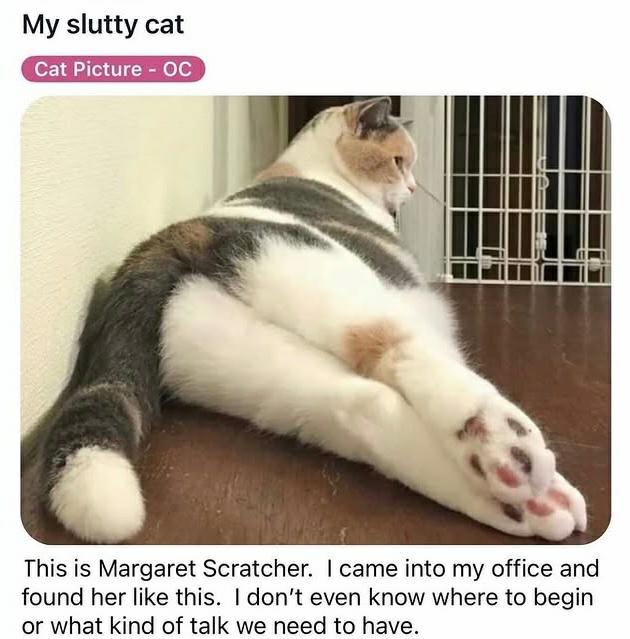 My slutty cat
Cat Picture - OC
This is Margaret Scratcher.  I came into my office and
found her like this.  I don't even know where to begin
or what kind of talk we need to have.